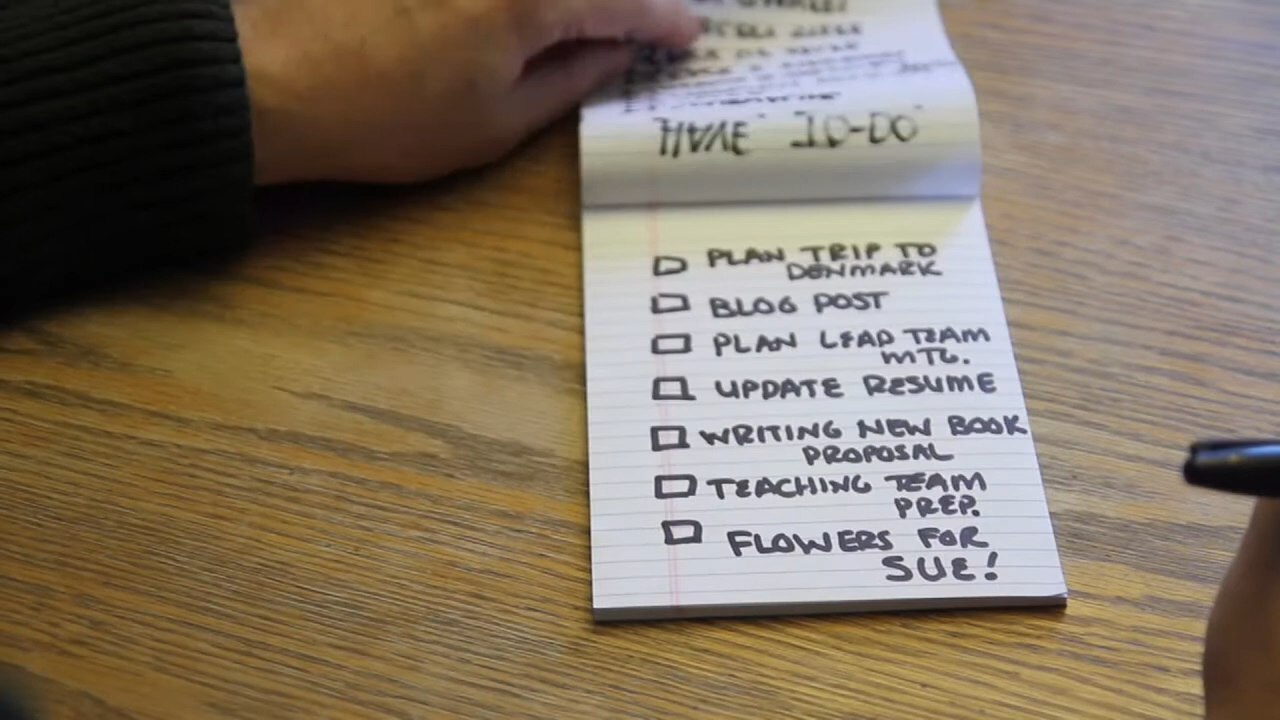 HAVE TO-DO
PLAN TRIP TO
DENMARK
BLOG POST
PLAN LEAD TEAM
MTG.
UPDATE RESUME
WRITING NEW BOOK
PROPOSAL
TEACHING TEAM
PREP.
FLOWERS FOR
SUE!